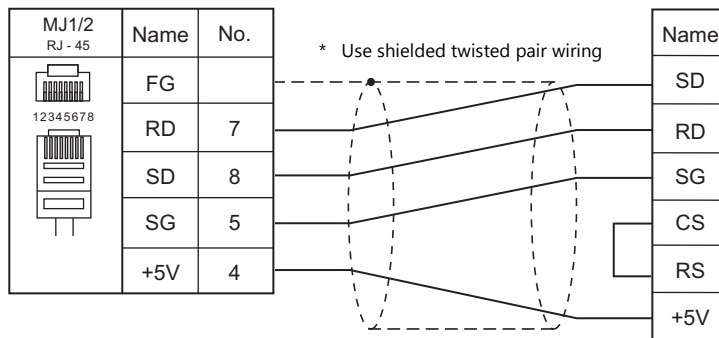 MJ1/2
RJ - 45
Name
No.
* Use shielded twisted pair wiring
Name
FG
SD
12345678
RD
7
RD
SD
8
SG
SG
5
CS
+5V
4
RS
+5V